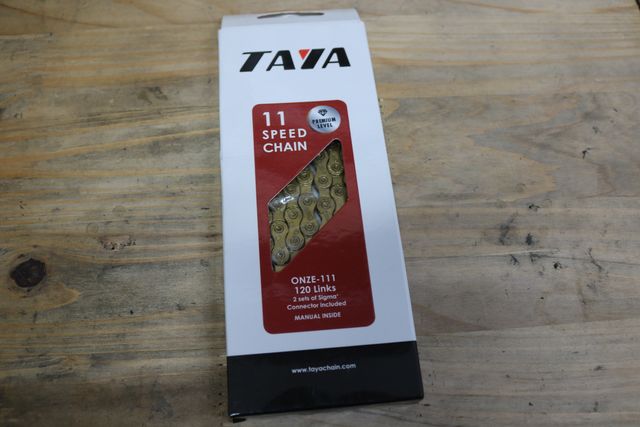 TAYA
11
SPEED
CHAIN
PREMIUM
LEVEL
ONZE-111
120 Links
2 sets of Sigma+
Connector Included
MANUAL INSIDE
www.tayachain.com